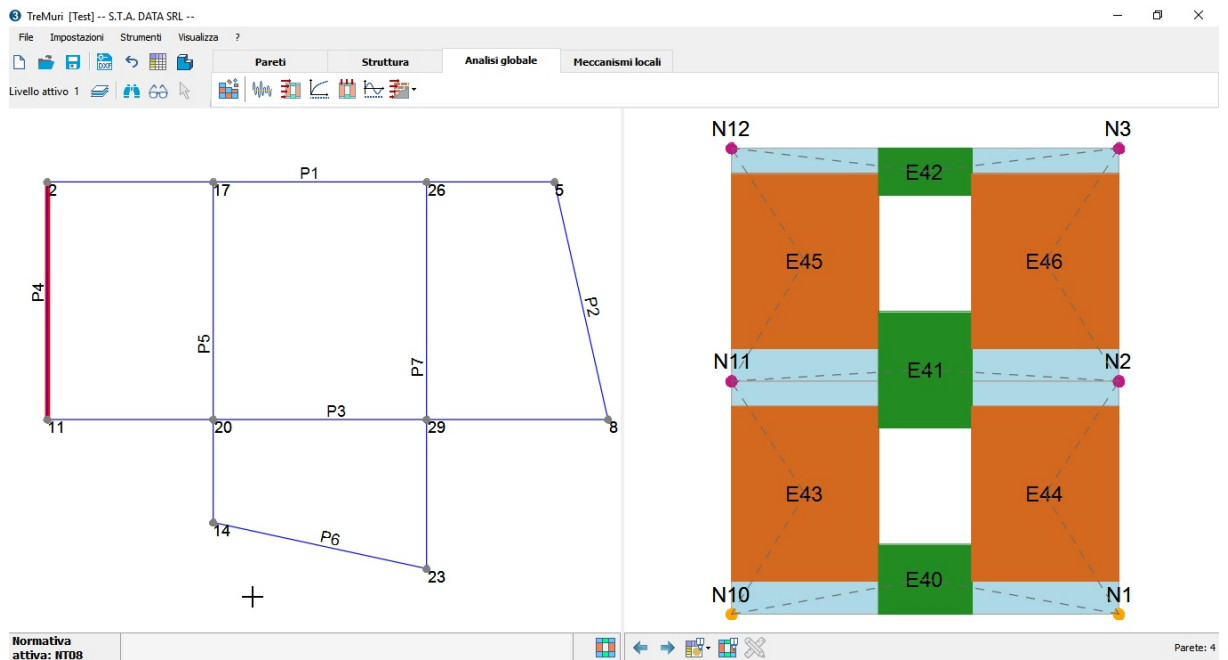 TreMuri [Test] -- S.T.A. DATA SRL --
File Impostazioni Strumenti Visualizza ?
DXF
Pareti Struttura Analisi globale Meccanismi locali
Livello attivo 1
P1
2 17 26 5
P4
P5
P7
P2
P3
11 20 29 8
14
P6
23
N12 N3
E42
E45 E46
N11 N2
E41
E43 E44
E40
N10 N1
Normativa
attiva: NT08
Parete: 4